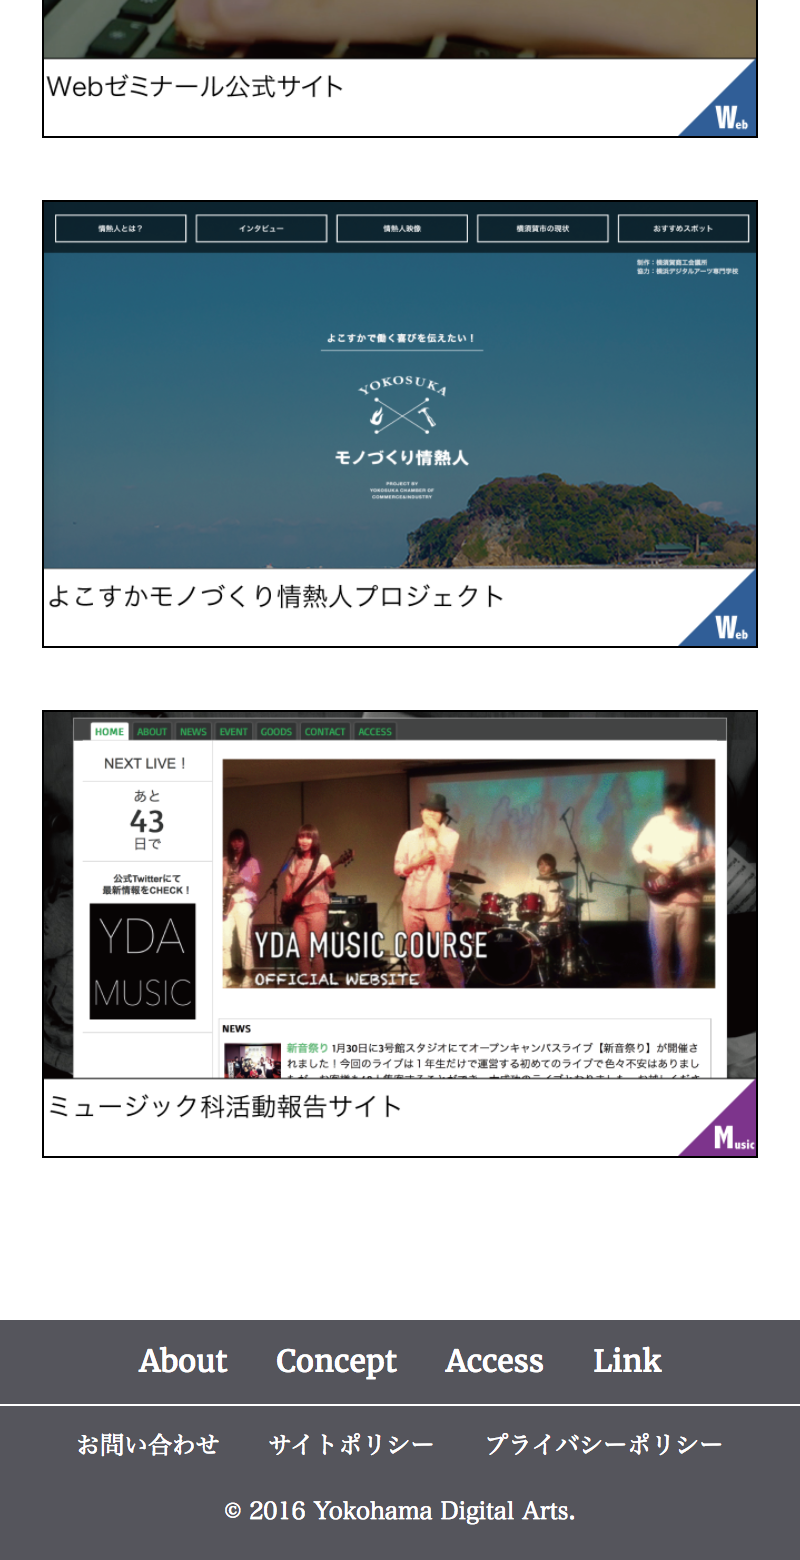 Webゼミナール公式サイト
Web
情熱人とは？ インタビュー 情熱人映像 横須賀市の現状 おすすめスポット
制作：横須賀商工会議所
協力：横浜デジタルアーツ専門学校
よこすかで働く喜びを伝えたい！
YOKOSUKA
モノづくり情熱人
PROJECT BY
YOKOSUKA CHAMBER OF
COMMERCE&INDUSTRY
よこすかモノづくり情熱人プロジェクト
Web
HOME ABOUT NEWS EVENT GOODS CONTACT ACCESS
NEXT LIVE！
あと
43
日で
公式Twitterにて
最新情報をCHECK！
YDA
MUSIC
YDA MUSIC COURSE
OFFICIAL WEBSITE
NEWS
新音祭り 1月30日に3号館スタジオにてオープンキャンパスライブ【新音祭り】が開催さ
れました！今回のライブは１年生だけで運営する初めてのライブで色々不安はありまし
ミュージック科活動報告サイト
Music
About Concept Access Link
お問い合わせ サイトポリシー プライバシーポリシー
© 2016 Yokohama Digital Arts.